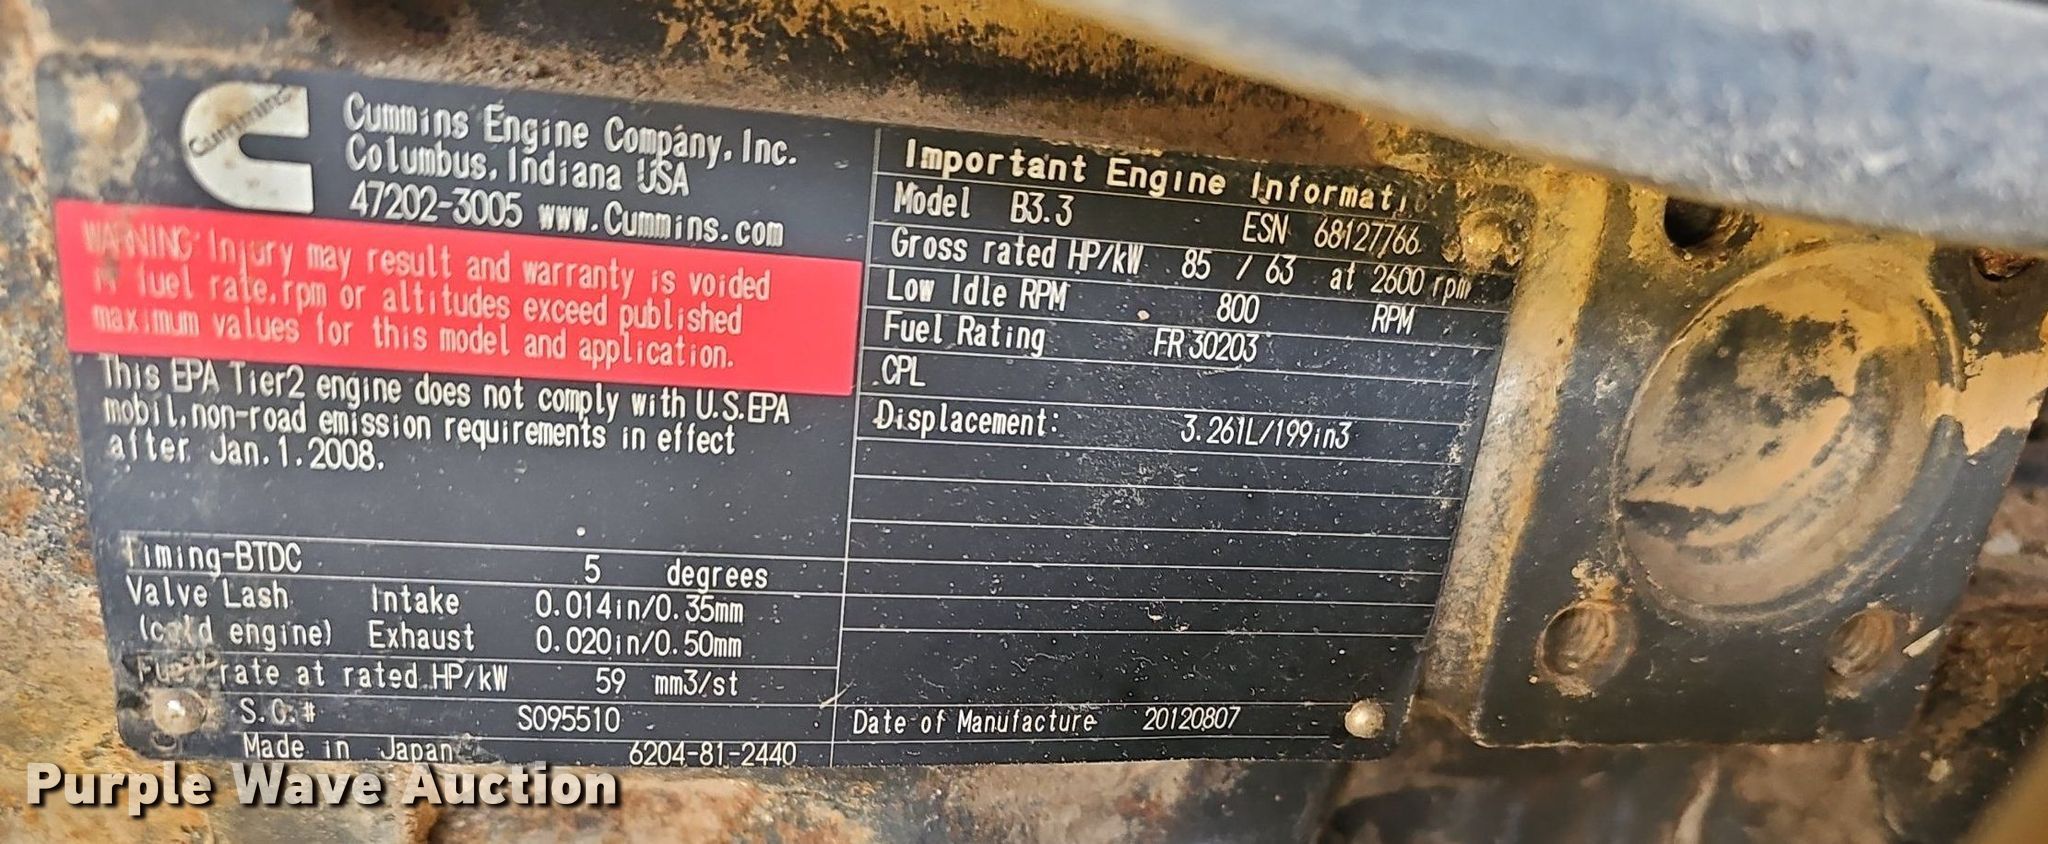 Cummins
Cummins Engine Company, Inc.
Columbus, Indiana USA
47202-3005 www.Cummins.com
WARNING: Injury may result and warranty is voided
if fuel rate, rpm or altitudes exceed published
maximum values for this model and application.
This EPA Tier2 engine does not comply with U.S.EPA
mobil, non-road emission requirements in effect
after Jan.1.2008.
Timing-BTDC 5 degrees
Valve Lash Intake 0.014in/0.35mm
(cold engine) Exhaust 0.020in/0.50mm
Fuel rate at rated HP/kW 59 mm3/st
S.O.# S095510
Made in Japan 6204-81-2440
Important Engine Informati
Model B3.3 ESN 68127766
Gross rated HP/kW 85 / 63 at 2600 rpm
Low Idle RPM 800 RPM
Fuel Rating FR30203
CPL
Displacement: 3.261L/199in3
Date of Manufacture 20120807
Purple Wave Auction